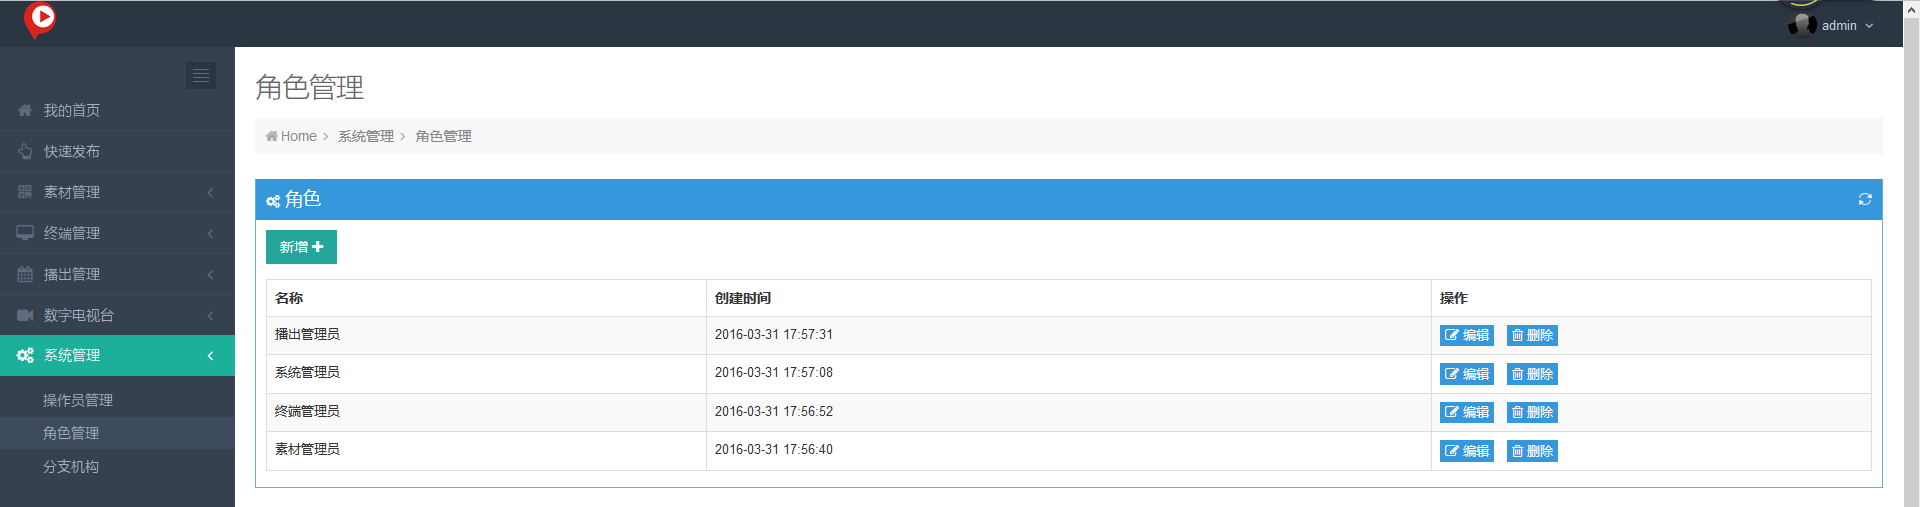 admin
我的首页
快速发布
素材管理
终端管理
播出管理
数字电视台
系统管理
操作员管理
角色管理
分支机构
角色管理
Home > 系统管理 > 角色管理
角色
新增
名称 创建时间 操作
播出管理员 2016-03-31 17:57:31 编辑 删除
系统管理员 2016-03-31 17:57:08 编辑 删除
终端管理员 2016-03-31 17:56:52 编辑 删除
素材管理员 2016-03-31 17:56:40 编辑 删除